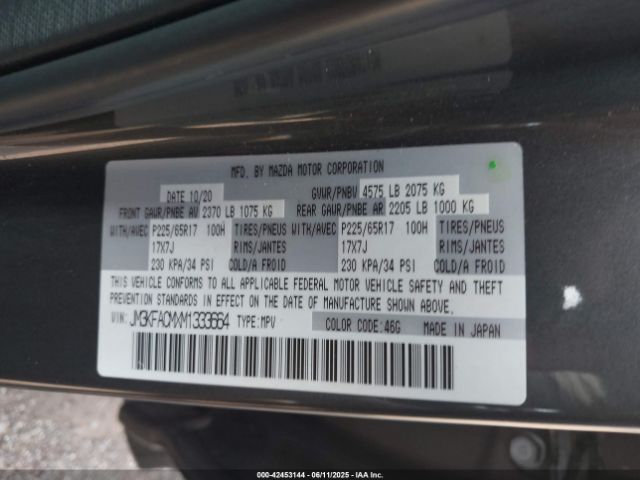 MFD. BY MAZDA MOTOR CORPORATION
DATE 10/20 GVWR/PNBV 4575 LB 2075 KG
FRONT GAWR/PNBE AV 2370 LB 1075 KG REAR GAWR/PNBE AR 2205 LB 1000 KG
WITH/AVEC P225/65R17 100H TIRES/PNEUS WITH/AVEC P225/65R17 100H TIRES/PNEUS
17X7J RIMS/JANTES 17X7J RIMS/JANTES
230 KPA/34 PSI COLD/A FROID 230 KPA/34 PSI COLD/A FROID
THIS VEHICLE CONFORMS TO ALL APPLICABLE FEDERAL MOTOR VEHICLE SAFETY AND THEFT
PREVENTION STANDARDS IN EFFECT ON THE DATE OF MANUFACTURE SHOWN ABOVE.
VIN: JM3KFACMXM1333664 TYPE: MPV COLOR CODE: 46G MADE IN JAPAN
000-42453144 - 06/11/2025 - IAA Inc.